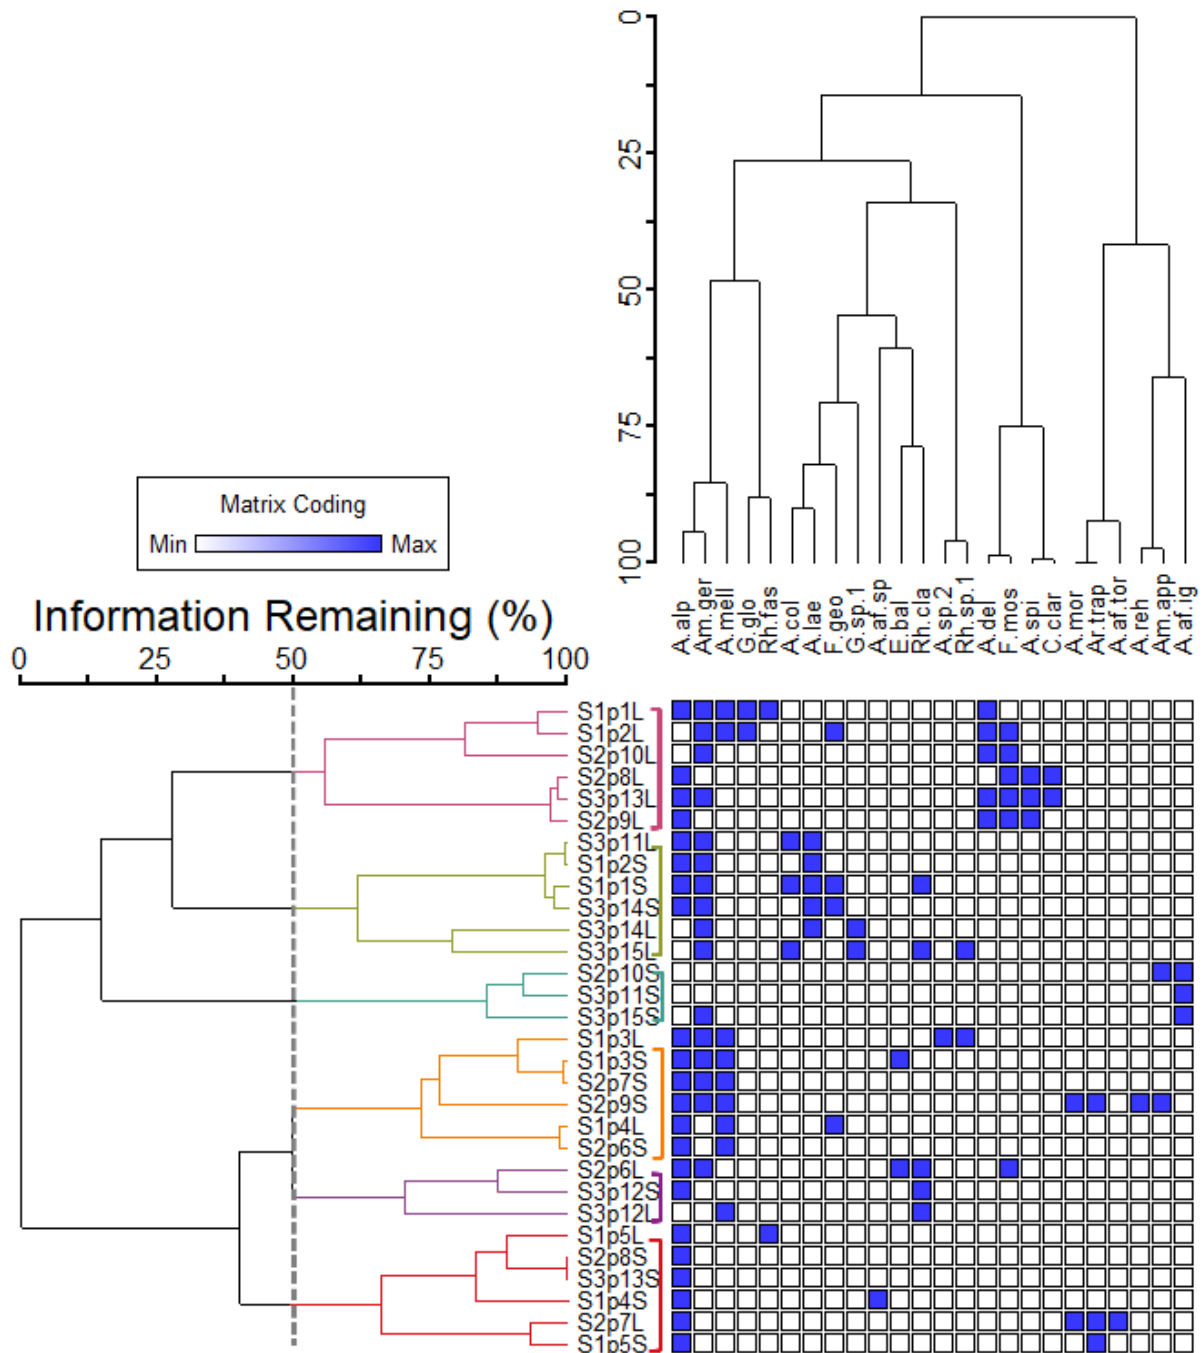 0
25
50
75
100
Matrix Coding
Min Max
Information Remaining (%)
0 25 50 75 100
A.alp
Am.ger
A.mell
G.glo
Rh.fas
A.col
A.lae
F.geo
G.sp.1
A.af.sp
E.bal
Rh.cla
A.sp.2
Rh.sp.1
A.del
F.mos
A.spi
C.clar
A.mor
Ar.trap
A.af.tor
A.reh
Am.app
A.af.ig
S1p1L
S1p2L
S2p10L
S2p8L
S3p13L
S2p9L
S3p11L
S1p2S
S1p1S
S3p14S
S3p14L
S3p15L
S2p10S
S3p11S
S3p15S
S1p3L
S1p3S
S2p7S
S2p9S
S1p4L
S2p6S
S2p6L
S3p12S
S3p12L
S1p5L
S2p8S
S3p13S
S1p4S
S2p7L
S1p5S